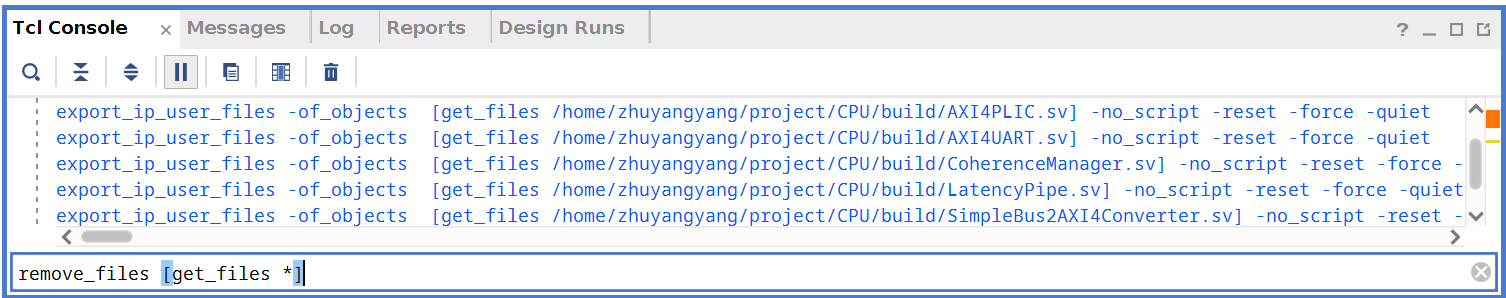 Tcl Console × Messages Log Reports Design Runs ?
export_ip_user_files -of_objects  [get_files /home/zhuyangyang/project/CPU/build/AXI4PLIC.sv] -no_script -reset -force -quiet
export_ip_user_files -of_objects  [get_files /home/zhuyangyang/project/CPU/build/AXI4UART.sv] -no_script -reset -force -quiet
export_ip_user_files -of_objects  [get_files /home/zhuyangyang/project/CPU/build/CoherenceManager.sv] -no_script -reset -force -
export_ip_user_files -of_objects  [get_files /home/zhuyangyang/project/CPU/build/LatencyPipe.sv] -no_script -reset -force -quiet
export_ip_user_files -of_objects  [get_files /home/zhuyangyang/project/CPU/build/SimpleBus2AXI4Converter.sv] -no_script -reset -
remove_files [get_files *]